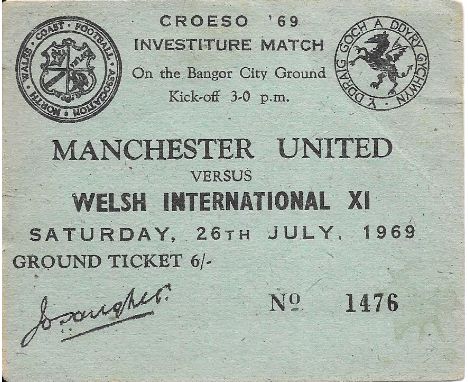 CROESO '69
INVESTITURE MATCH
On the Bangor City Ground
Kick-off 3-0 p.m.
NORTH WALES COAST FOOTBALL ASSOCIATION
Y DDRAIG GOCH A DDYRY GYCHWYN
MANCHESTER UNITED
VERSUS
WELSH INTERNATIONAL XI
SATURDAY, 26TH JULY, 1969
GROUND TICKET 6/-
Nº 1476